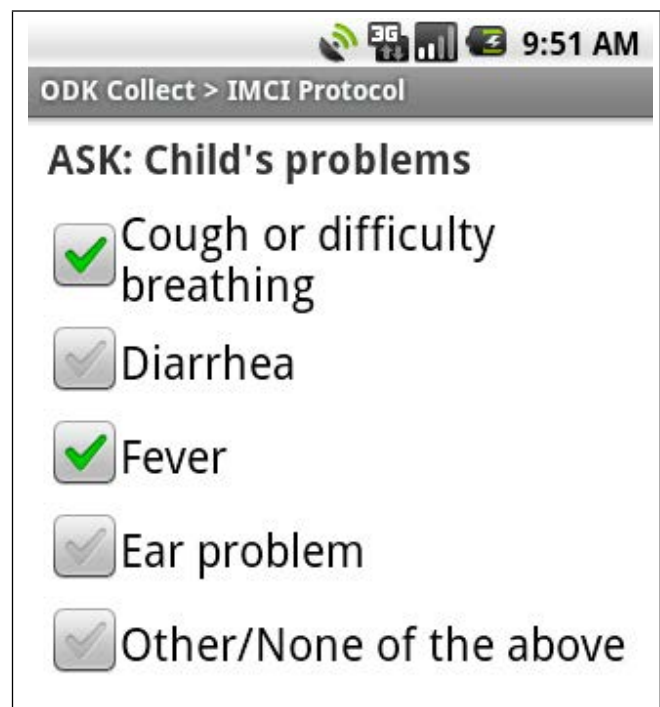 3G 9:51 AM
ODK Collect > IMCI Protocol
ASK: Child's problems
Cough or difficulty
breathing
Diarrhea
Fever
Ear problem
Other/None of the above